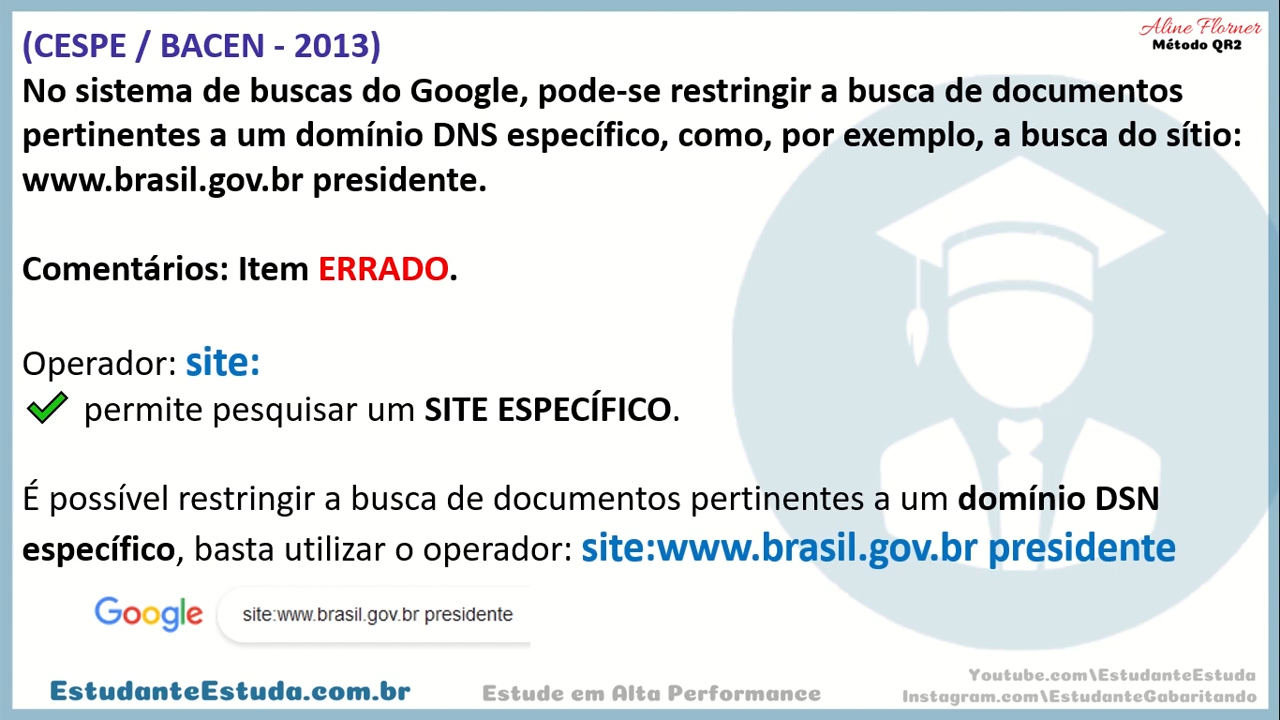 Aline Florner
Método QR2
(CESPE / BACEN - 2013)
No sistema de buscas do Google, pode-se restringir a busca de documentos
pertinentes a um domínio DNS específico, como, por exemplo, a busca do sítio:
www.brasil.gov.br presidente.
Comentários: Item ERRADO.
Operador: site:
permite pesquisar um SITE ESPECÍFICO.
É possível restringir a busca de documentos pertinentes a um domínio DSN
específico, basta utilizar o operador: site:www.brasil.gov.br presidente
Google site:www.brasil.gov.br presidente
EstudanteEstuda.com.br
Estude em Alta Performance
Youtube.com\EstudanteEstuda
Instagram.com\EstudanteGabaritando